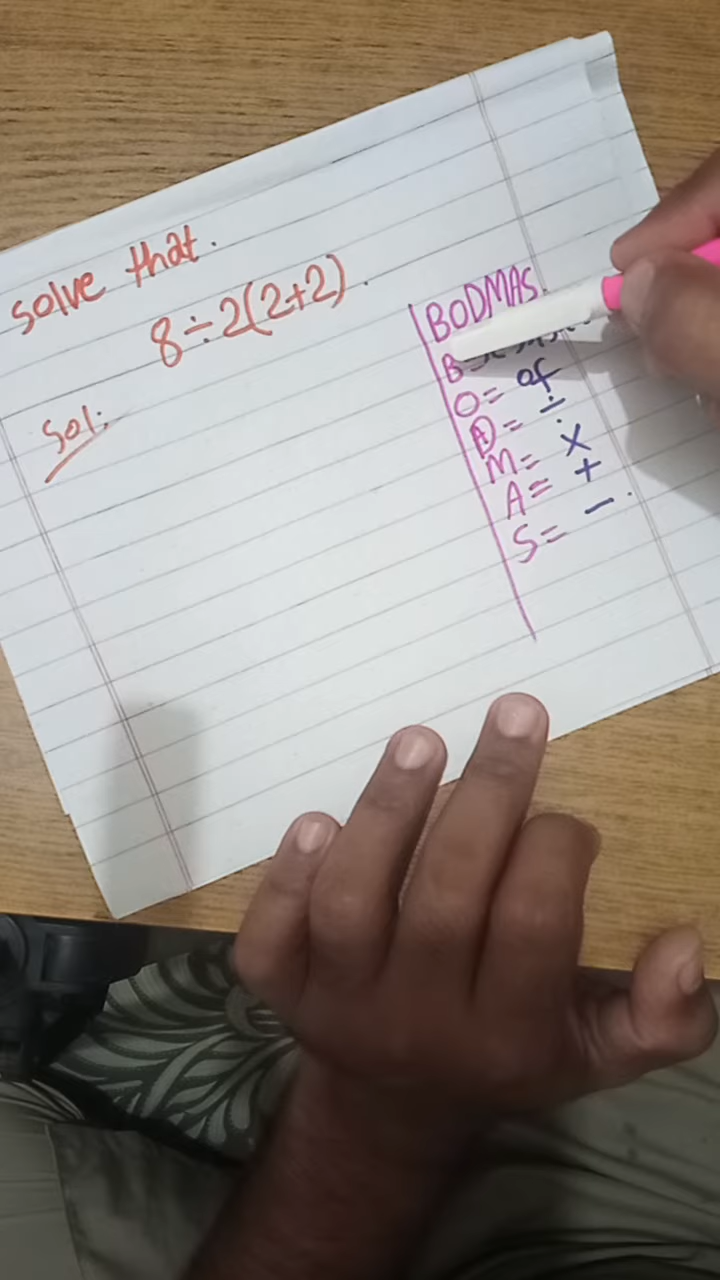 solve that.
8÷2(2+2).
Sol:
BODMAS.
B=
O= of
D= ÷
M= ×
A= +
S= −.